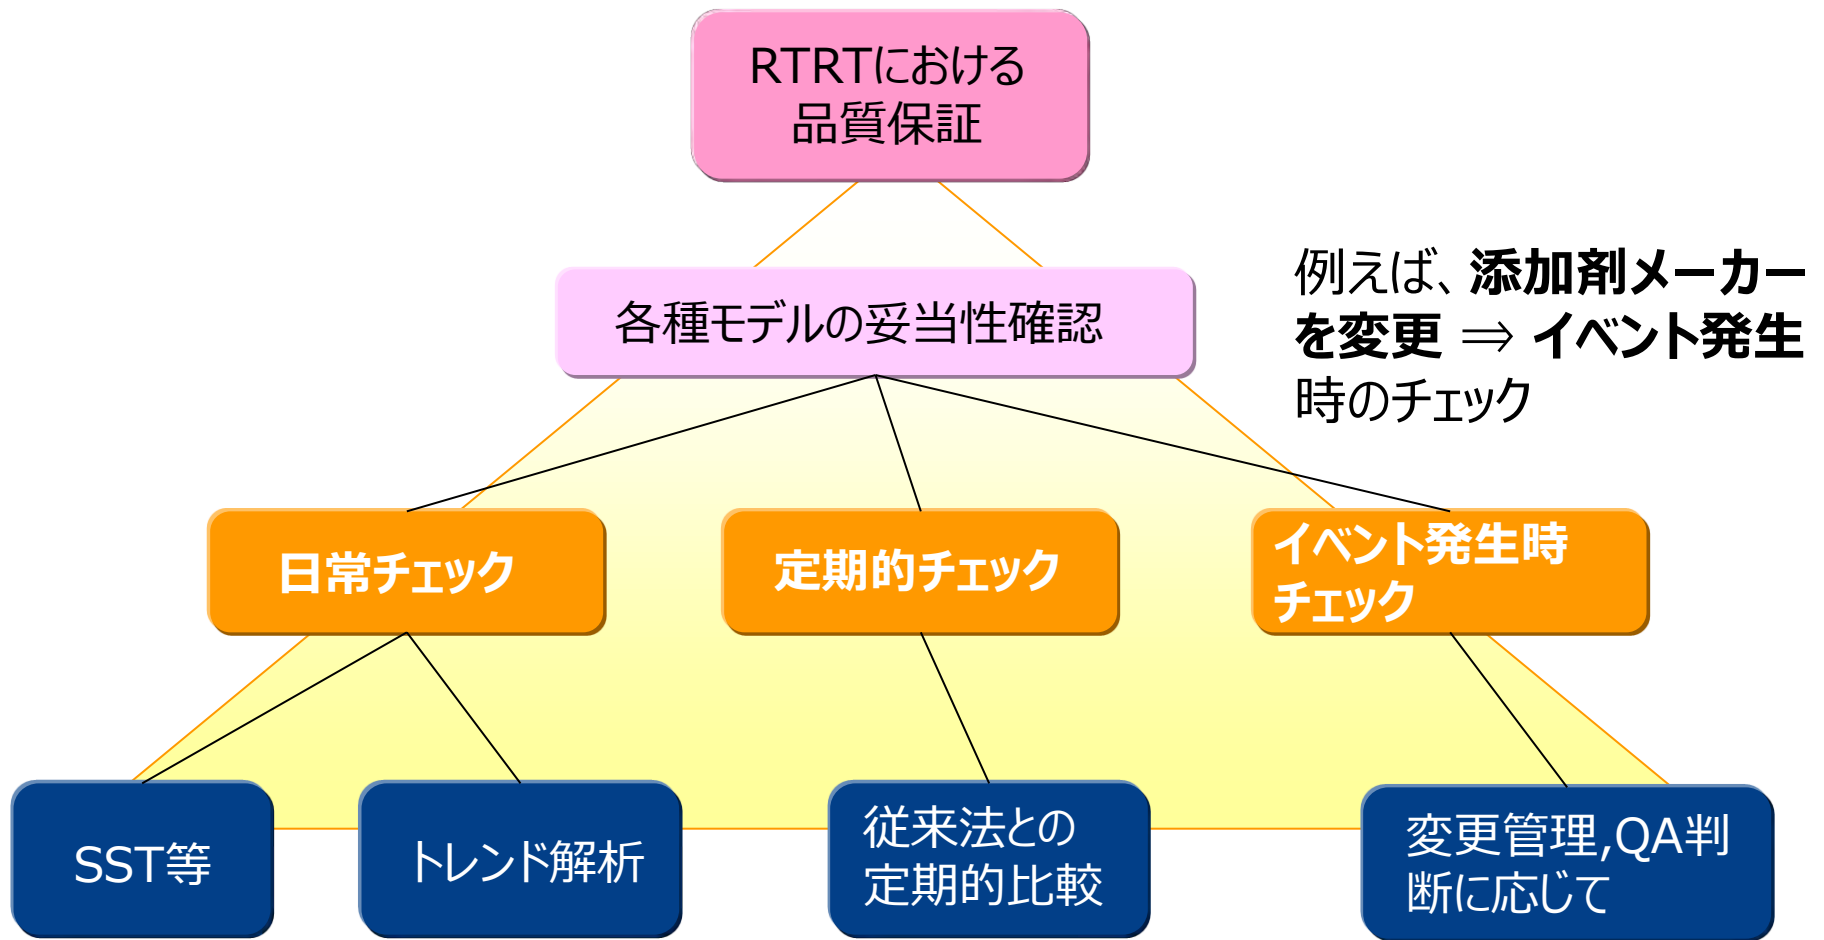 RTRTにおける
品質保証
各種モデルの妥当性確認
例えば、添加剤メーカー
を変更 ⇒ イベント発生
時のチェック
日常チェック
定期的チェック
イベント発生時
チェック
SST等
トレンド解析
従来法との
定期的比較
変更管理,QA判
断に応じて